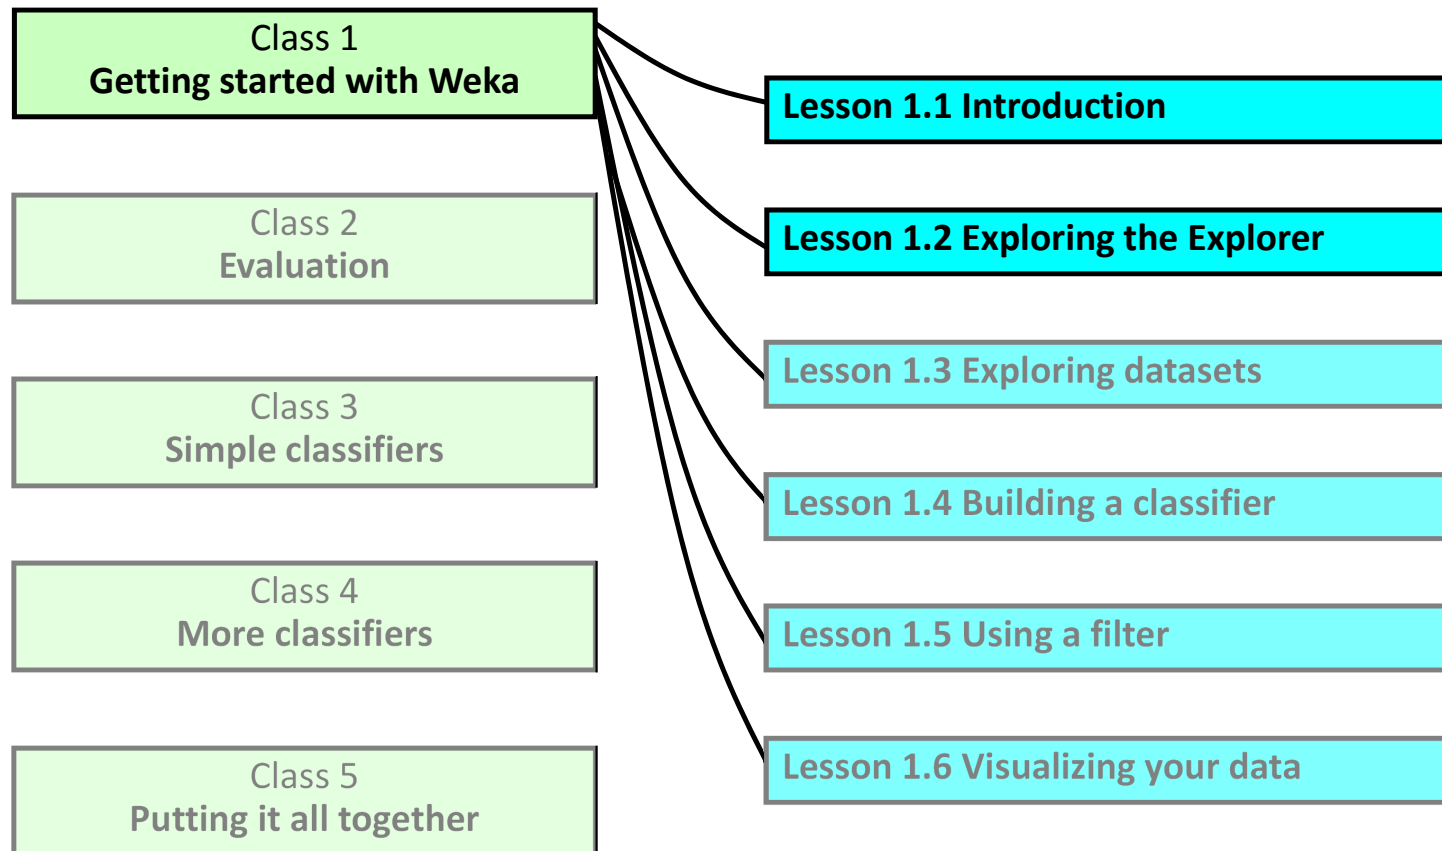 Class 1
Getting started with Weka
Class 2
Evaluation
Class 3
Simple classifiers
Class 4
More classifiers
Class 5
Putting it all together
Lesson 1.1 Introduction
Lesson 1.2 Exploring the Explorer
Lesson 1.3 Exploring datasets
Lesson 1.4 Building a classifier
Lesson 1.5 Using a filter
Lesson 1.6 Visualizing your data